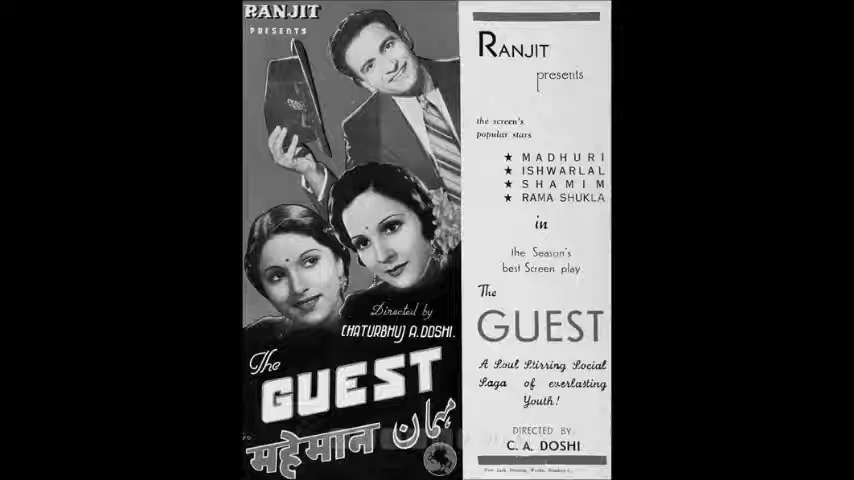 RANJIT
PRESENTS
Directed by
CHATURBHUJ A. DOSHI.
The
GUEST
महेमान مہمان
RANJIT
presents
the screen's
popular stars
★ MADHURI
★ ISHWARLAL
★ SHAMIM
★ RAMA SHUKLA
in
the Season's
best Screen play
The
GUEST
A Soul Stirring Social
Saga of everlasting
Youth!
DIRECTED BY
C. A. DOSHI